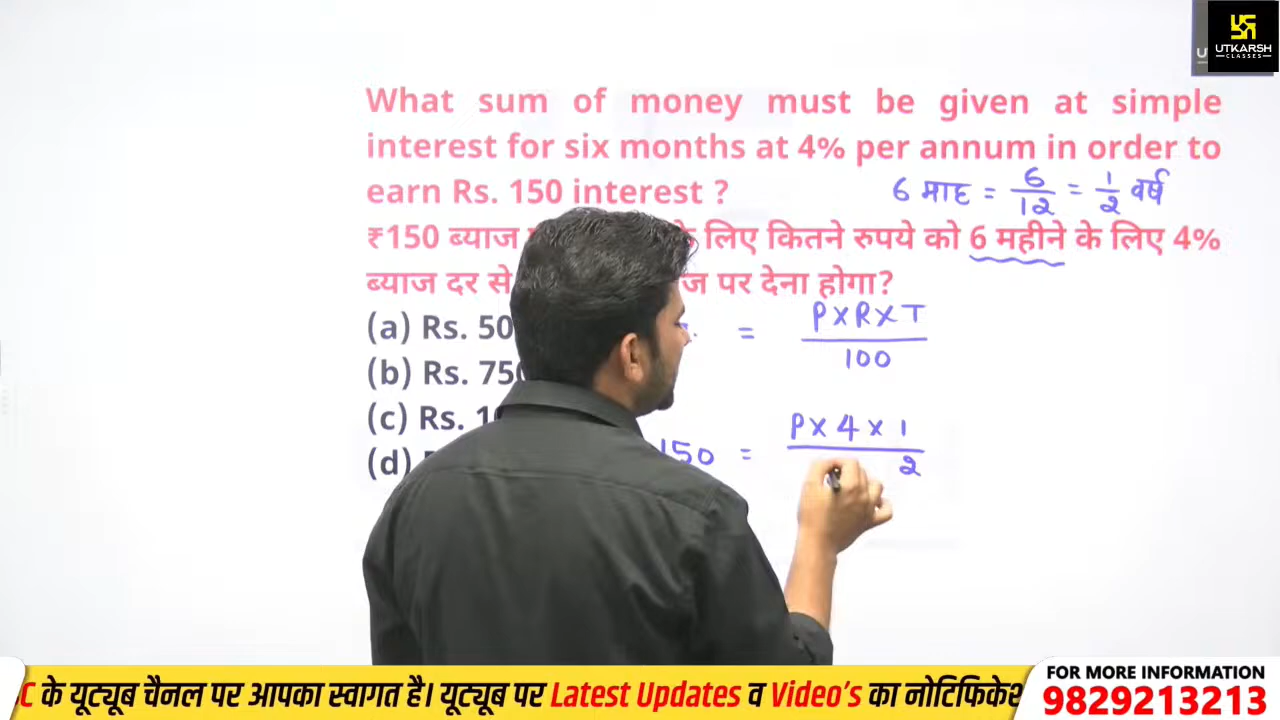 UTKARSH
CLASSES
What sum of money must be given at simple
interest for six months at 4% per annum in order to
earn Rs. 150 interest ?
6 माह = 6/12 = 1/2 वर्ष
₹150 ब्याज लिए कितने रुपये को 6 महीने के लिए 4%
ब्याज दर से पर देना होगा?
(a) Rs. 50
= P×R×T
100
(b) Rs. 750
(c) Rs. 1
P× 4 × 1
(d)
150 =
2
के यूट्यूब चैनल पर आपका स्वागत है। यूट्यूब पर Latest Updates व Video's का
FOR MORE INFORMATION
9829213213